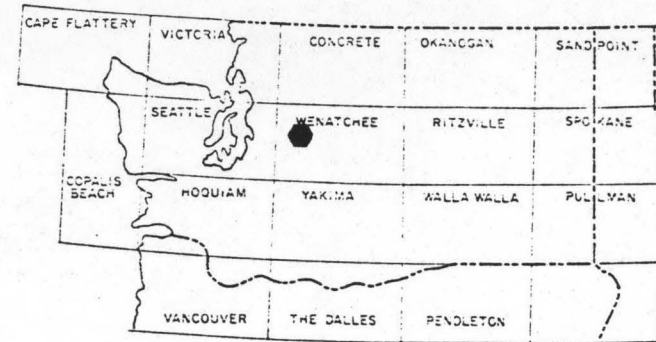 CAPE FLATTERY VICTORIA CONCRETE OKANOGAN SAND POINT
SEATTLE WENATCHEE RITZVILLE SPOKANE
COPALIS BEACH HOQUIAM YAKIMA WALLA WALLA PULLMAN
VANCOUVER THE DALLES PENDLETON